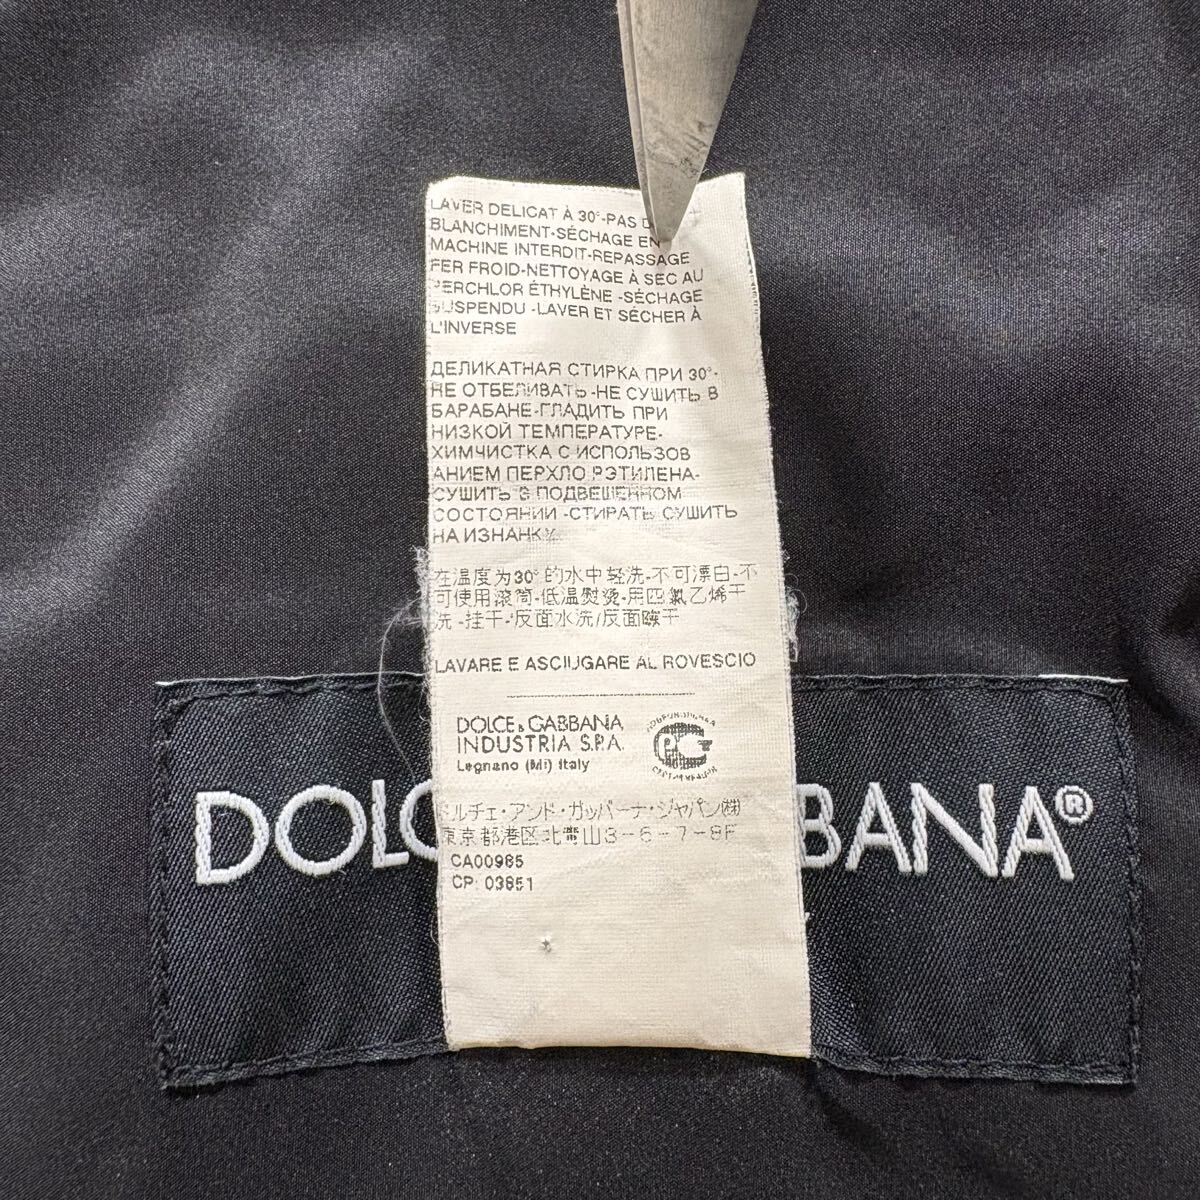 LAVER DELICAT À 30°-PAS
BLANCHIMENT-SÉCHAGE EN
MACHINE INTERDIT-REPASSAGE
FER FROID-NETTOYAGE À SEC AU
PERCHLOR ÉTHYLÈNE -SÉCHAGE
SUSPENDU -LAVER ET SÉCHER À
L'INVERSE
ДЕЛИКАТНАЯ СТИРКА ПРИ 30°-
НЕ ОТБЕЛИВАТЬ-НЕ СУШИТЬ В
БАРАБАНЕ-ГЛАДИТЬ ПРИ
НИЗКОЙ ТЕМПЕРАТУРЕ-
ХИМЧИСТКА С ИСПОЛЬЗОВ
АНИЕМ ПЕРХЛО РЭТИЛЕНА-
СУШИТЬ В ПОДВЕШЕННОМ
СОСТОЯНИИ -СТИРАТЬ СУШИТЬ
НА ИЗНАНКУ
在温度为30°的水中轻洗-不可漂白-不
可使用滚筒-低温熨烫-用四氯乙烯干
洗 -挂干-反面水洗/反面晾干
LAVARE E ASCIUGARE AL ROVESCIO
DOLCE & GABBANA
INDUSTRIA S.P.A.
Legnano (Mi) Italy
ДОБРОВОЛЬНАЯ
РСТ
СЕРТИФИКАЦИЯ
ドルチェ・アンド・ガッバーナ・ジャパン(株)
東京都港区北青山3-6-7-8F
CA00985
CP: 03851
DOLC BANA®